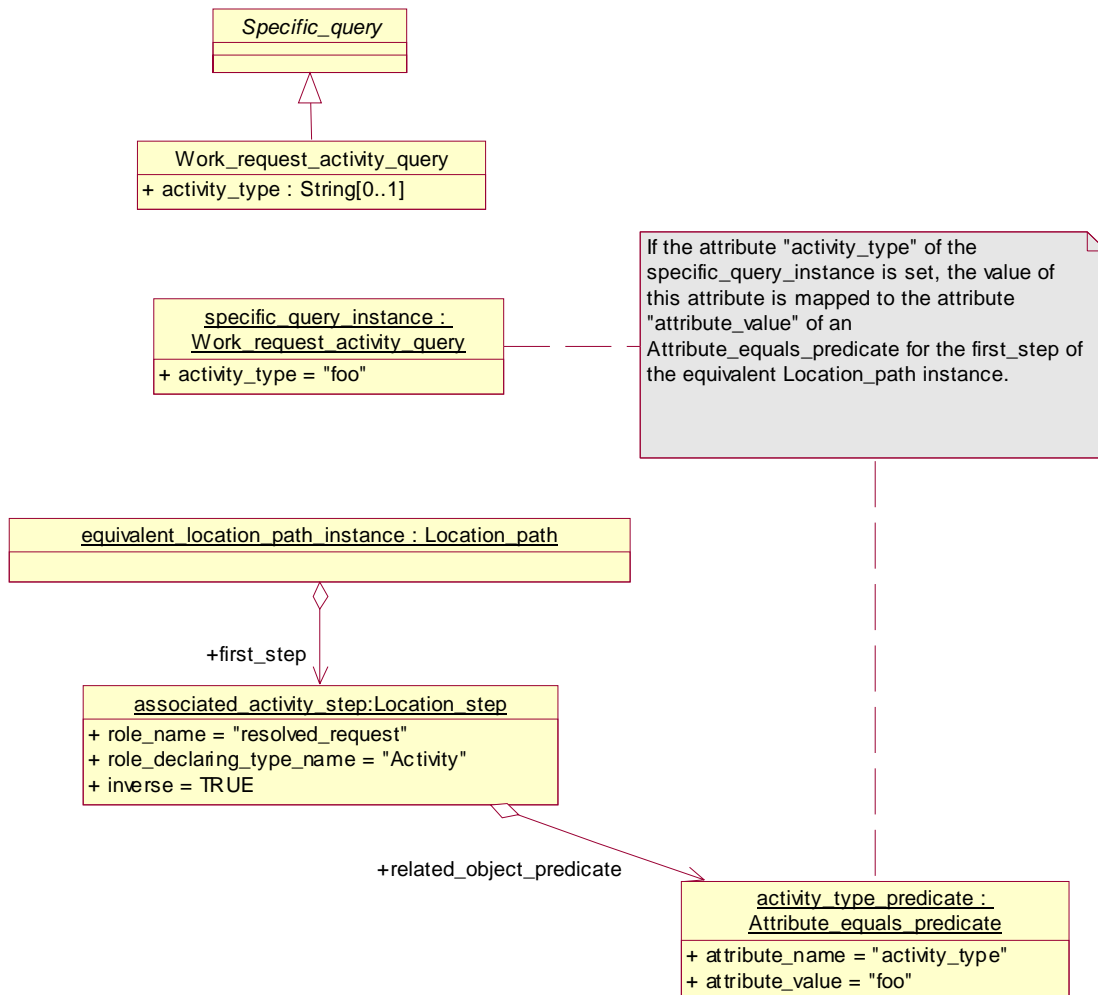 Specific_query
Work_request_activity_query
+ activity_type : String[0..1]
If the attribute "activity_type" of the
specific_query_instance is set, the value of
this attribute is mapped to the attribute
"attribute_value" of an
Attribute_equals_predicate for the first_step of
the equivalent Location_path instance.
specific_query_instance :
Work_request_activity_query
+ activity_type = "foo"
equivalent_location_path_instance : Location_path
+first_step
associated_activity_step:Location_step
+ role_name = "resolved_request"
+ role_declaring_type_name = "Activity"
+ inverse = TRUE
+related_object_predicate
activity_type_predicate :
Attribute_equals_predicate
+ attribute_name = "activity_type"
+ attribute_value = "foo"